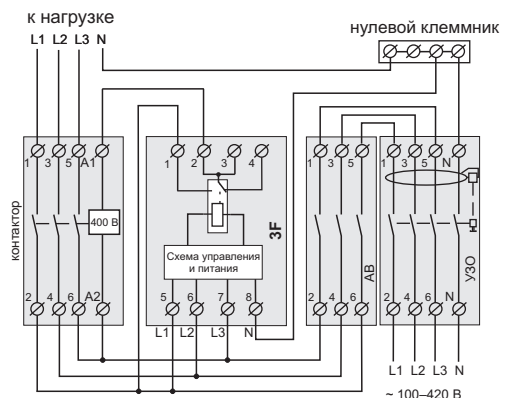 к нагрузке
L1 L2 L3 N
нулевой клеммник
1 3 5 A1
1 2 3 4
1 3 5
1 3 5 N
контактор
400 В
3F
Схема управления
и питания
АВ
УЗО
2 4 6 A2
5 6 7 8
2 4 6
2 4 6 N
L1 L2 L3 N
L1 L2 L3 N
~ 100–420 В